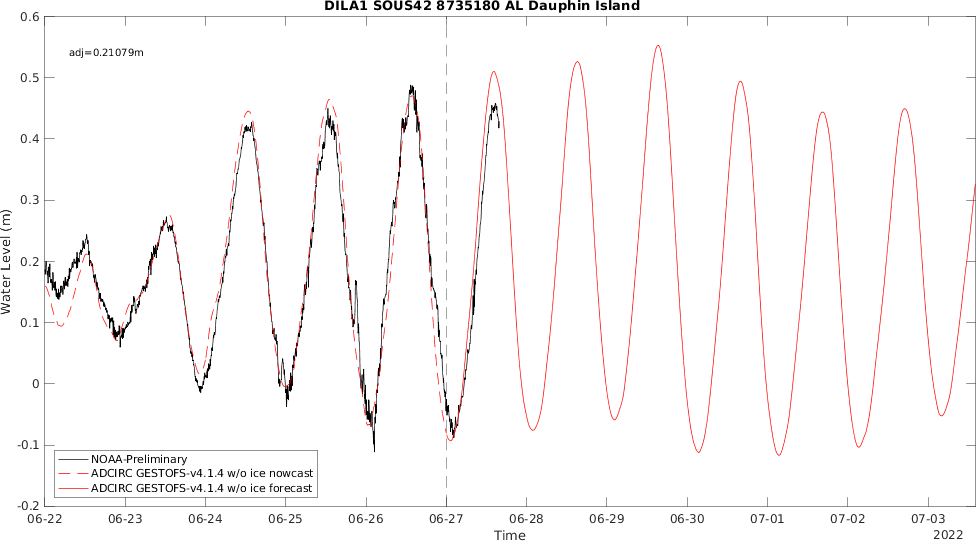 DILA1 SOUS42 8735180 AL Dauphin Island
adj=0.21079m
Water Level (m)
0.6
0.5
0.4
0.3
0.2
0.1
0
-0.1
-0.2
NOAA-Preliminary
ADCIRC GESTOFS-v4.1.4 w/o ice nowcast
ADCIRC GESTOFS-v4.1.4 w/o ice forecast
06-22 06-23 06-24 06-25 06-26 06-27 06-28 06-29 06-30 07-01 07-02 07-03
Time
2022